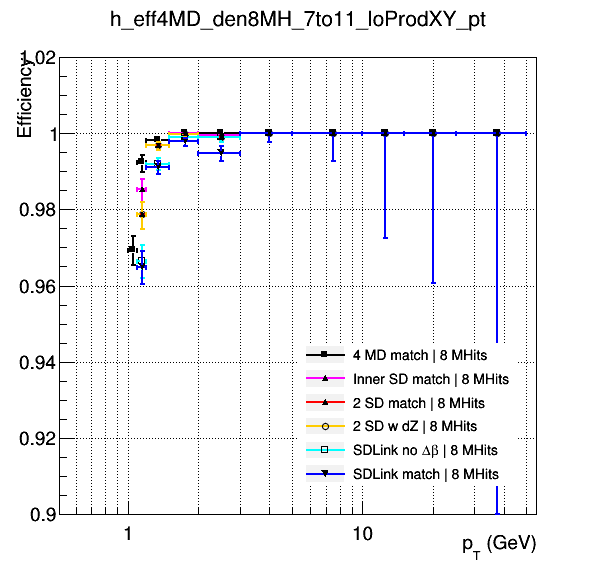 h_eff4MD_den8MH_7to11_loProdXY_pt
Efficiency
1.02
1
0.98
0.96
0.94
0.92
0.9
4 MD match | 8 MHits
Inner SD match | 8 MHits
2 SD match | 8 MHits
2 SD w dZ | 8 MHits
SDLink no Δβ | 8 MHits
SDLink match | 8 MHits
1
10
p_T (GeV)